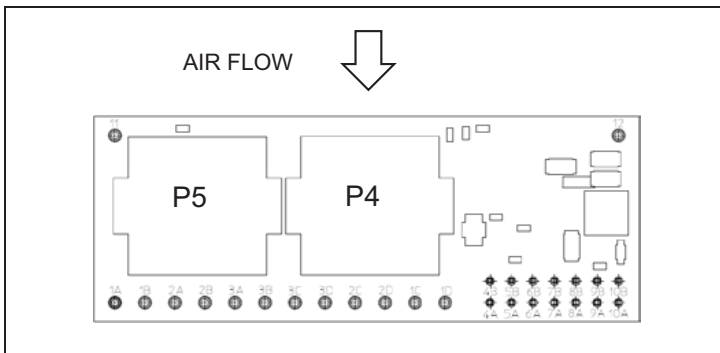 AIR FLOW
11 12
P5 P4
4B 5B 6B 7B 8B 9B 10B
1A 1B 2A 2B 3A 3B 3C 3D 2C 2D 1C 1D
4A 5A 6A 7A 8A 9A 10A